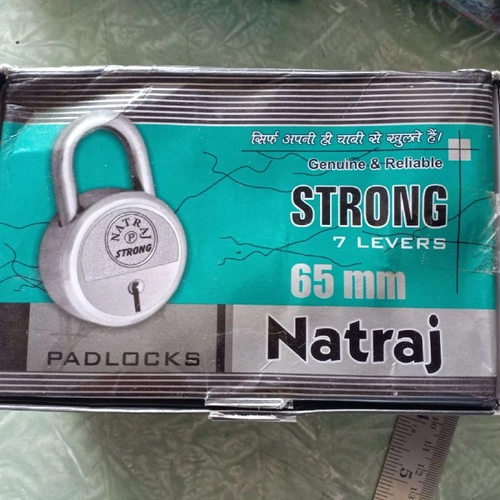 सिर्फ अपनी ही चाबी से खुलते हैं।
Genuine & Reliable
STRONG
7 LEVERS
65 mm
Natraj
PADLOCKS
NATRAJ
P
STRONG
5